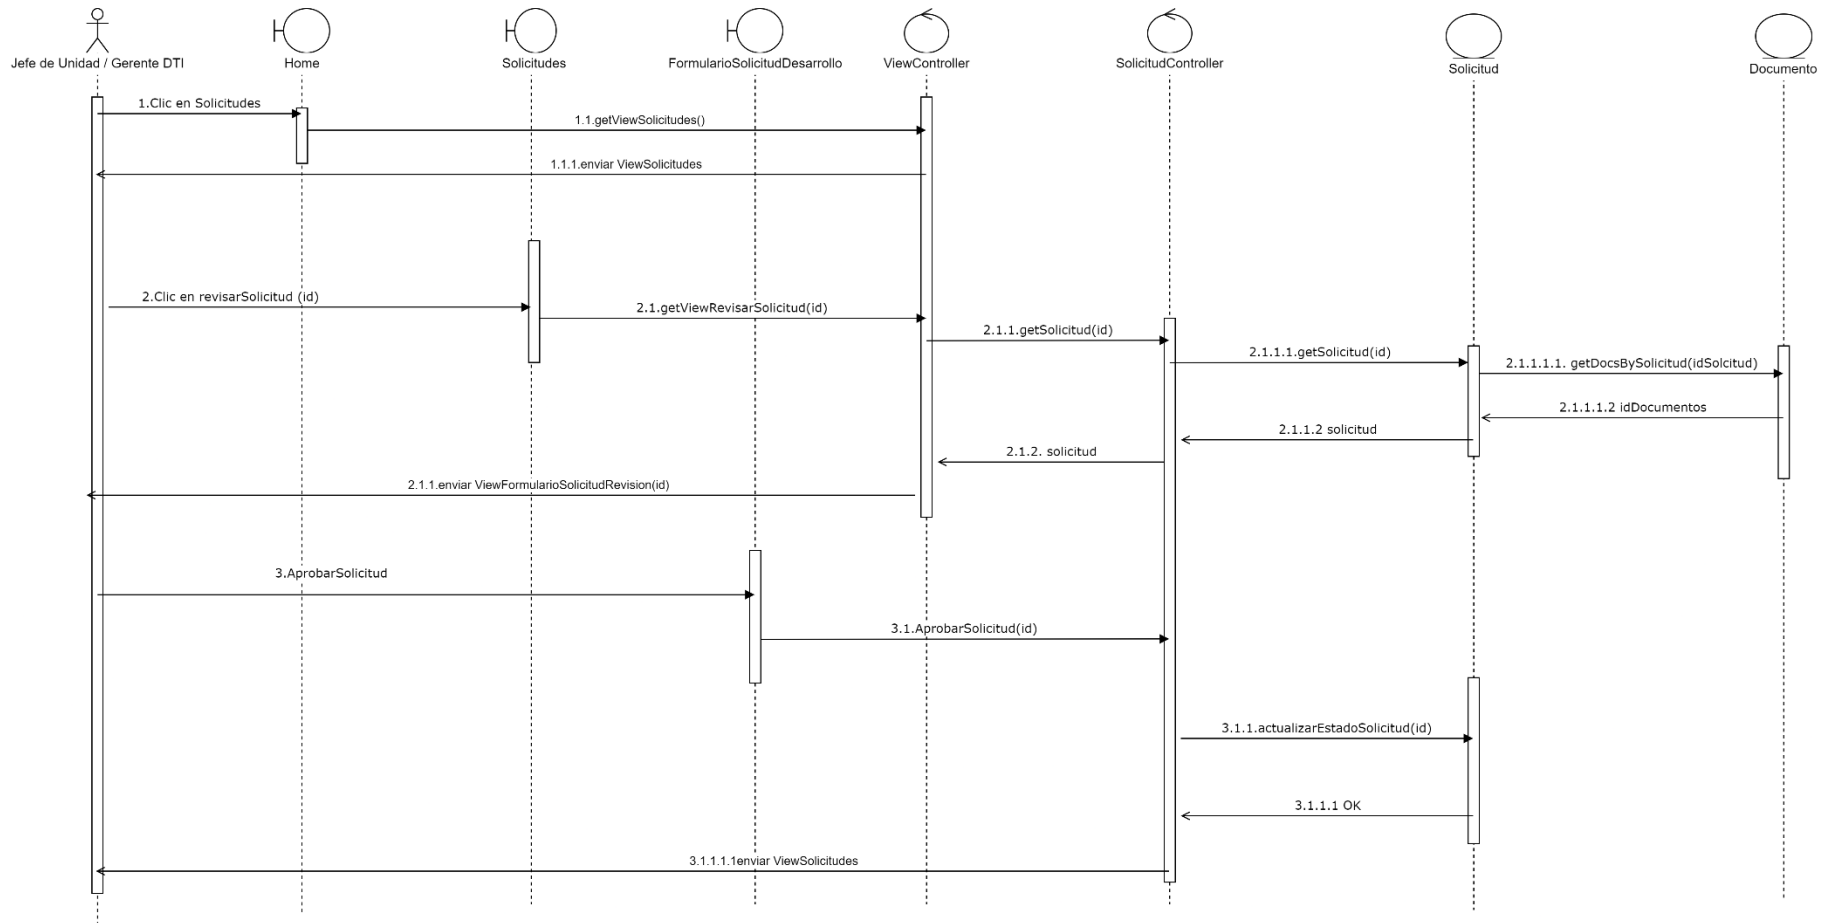 Jefe de Unidad / Gerente DTI
Home
Solicitudes
FormularioSolicitudDesarrollo
ViewController
SolicitudController
Solicitud
Documento
1.Clic en Solicitudes
1.1.getViewSolicitudes()
1.1.1.enviar ViewSolicitudes
2.Clic en revisarSolicitud (id)
2.1.getViewRevisarSolicitud(id)
2.1.1.getSolicitud(id)
2.1.1.1.getSolicitud(id)
2.1.1.1.1. getDocsBySolicitud(idSolcitud)
2.1.1.1.2 idDocumentos
2.1.1.2 solicitud
2.1.2. solicitud
2.1.1.enviar ViewFormularioSolicitudRevision(id)
3.AprobarSolicitud
3.1.AprobarSolicitud(id)
3.1.1.actualizarEstadoSolicitud(id)
3.1.1.1 OK
3.1.1.1.1enviar ViewSolicitudes